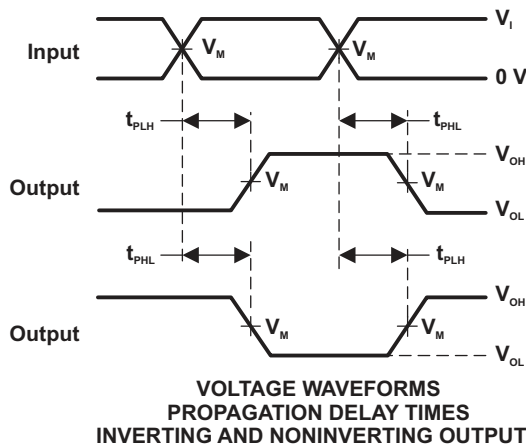 V_I
Input
V_M
V_M
0 V
t_PLH
t_PHL
V_OH
Output
V_M
V_M
V_OL
t_PHL
t_PLH
V_OH
Output
V_M
V_M
V_OL
VOLTAGE WAVEFORMS
PROPAGATION DELAY TIMES
INVERTING AND NONINVERTING OUTPUT